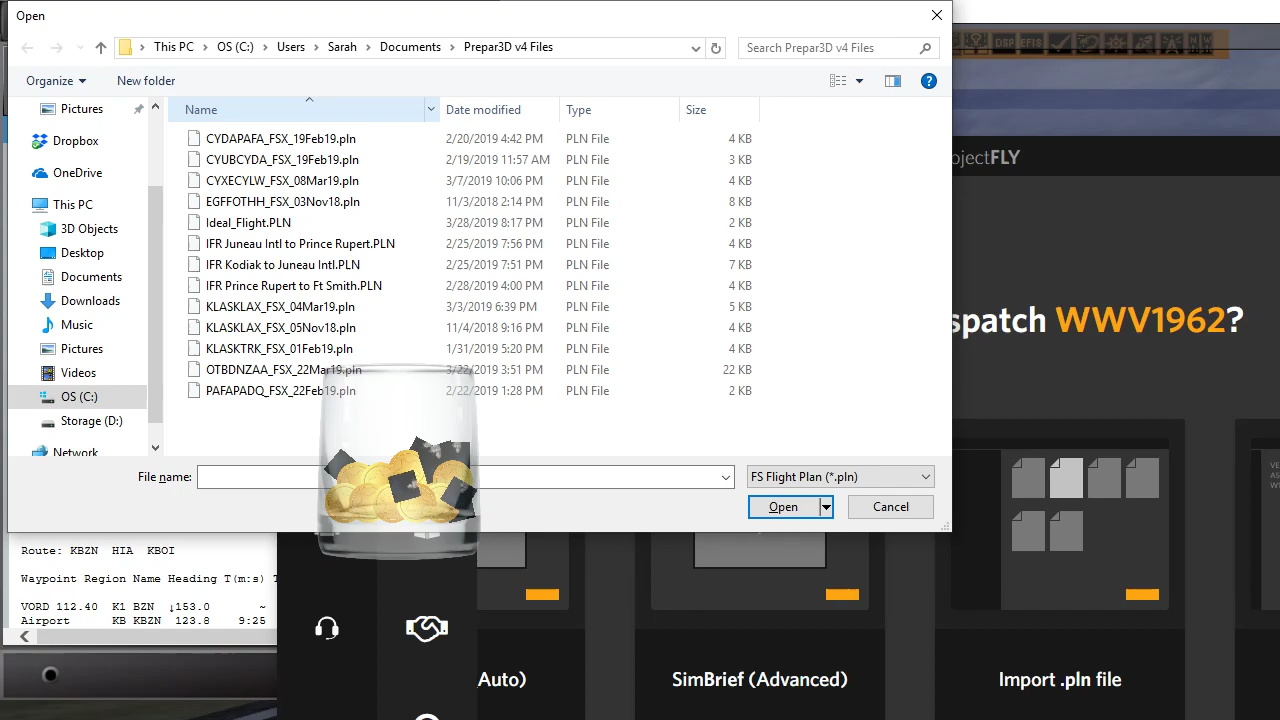 Open
This PC > OS (C:) > Users > Sarah > Documents > Prepar3D v4 Files
Search Prepar3D v4 Files
Organize
New folder
Name
Date modified
Type
Size
Pictures
Dropbox
OneDrive
This PC
3D Objects
Desktop
Documents
Downloads
Music
Pictures
Videos
OS (C:)
Storage (D:)
Network
CYDAPAFA_FSX_19Feb19.pln 2/20/2019 4:42 PM PLN File 4 KB
CYUBCYDA_FSX_19Feb19.pln 2/19/2019 11:57 AM PLN File 3 KB
CYXECYLW_FSX_08Mar19.pln 3/7/2019 10:06 PM PLN File 4 KB
EGFFOTHH_FSX_03Nov18.pln 11/3/2018 2:14 PM PLN File 8 KB
Ideal_Flight.PLN 3/28/2019 8:17 PM PLN File 2 KB
IFR Juneau Intl to Prince Rupert.PLN 2/25/2019 7:56 PM PLN File 4 KB
IFR Kodiak to Juneau Intl.PLN 2/25/2019 7:51 PM PLN File 7 KB
IFR Prince Rupert to Ft Smith.PLN 2/28/2019 4:00 PM PLN File 4 KB
KLASKLAX_FSX_04Mar19.pln 3/3/2019 6:39 PM PLN File 5 KB
KLASKLAX_FSX_05Nov18.pln 11/4/2018 9:16 PM PLN File 4 KB
KLASKTRK_FSX_01Feb19.pln 1/31/2019 5:20 PM PLN File 4 KB
OTBDNZAA_FSX_22Mar19.pln 3/22/2019 3:51 PM PLN File 22 KB
PAFAPADQ_FSX_22Feb19.pln 2/22/2019 1:28 PM PLN File 2 KB
File name:
FS Flight Plan (*.pln)
Open
Cancel
DSP EFIS
ojectFLY
spatch WWV1962?
Route: KBZN HIA KBOI
Waypoint Region Name Heading T(m:s)
VORD 112.40 K1 BZN ↓153.0 ~
Airport KB KBZN 123.8 9:25
Auto)
SimBrief (Advanced)
Import .pln file